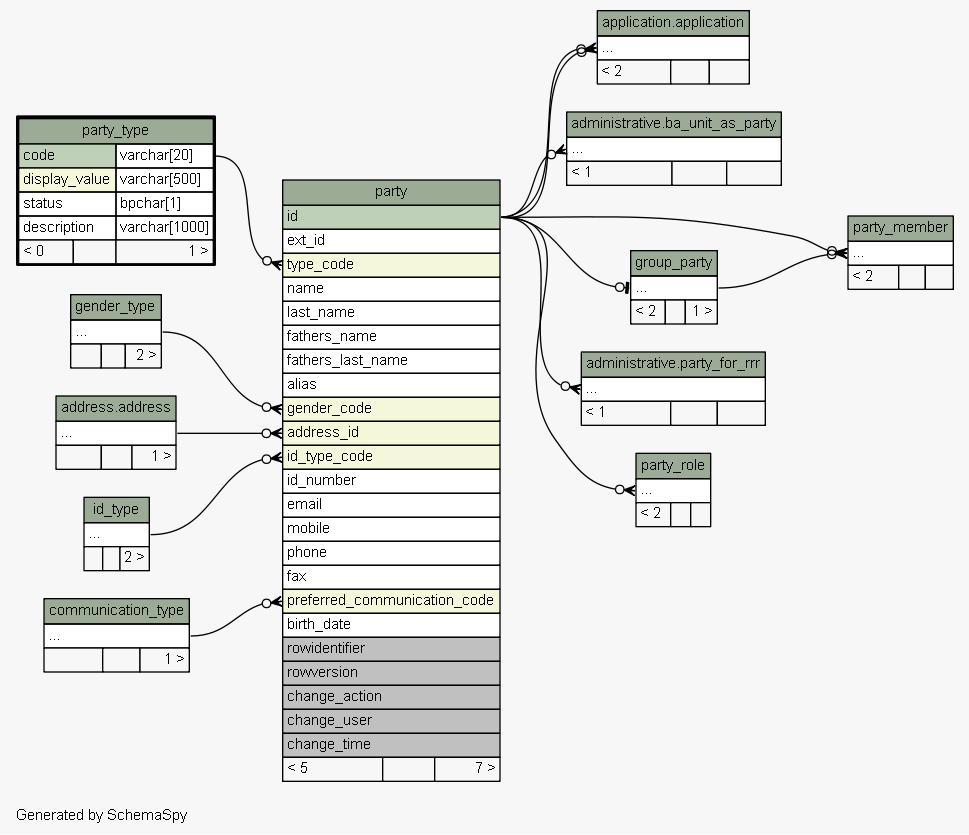 application.application
...
< 2
administrative.ba_unit_as_party
...
< 1
party_type
code varchar[20]
display_value varchar[500]
status bpchar[1]
description varchar[1000]
< 0 1 >
party
id
ext_id
type_code
name
last_name
fathers_name
fathers_last_name
alias
gender_code
address_id
id_type_code
id_number
email
mobile
phone
fax
preferred_communication_code
birth_date
rowidentifier
rowversion
change_action
change_user
change_time
< 5 7 >
party_member
...
< 2
group_party
...
< 2 1 >
gender_type
...
2 >
administrative.party_for_rrr
...
< 1
address.address
...
1 >
party_role
...
< 2
id_type
...
2 >
communication_type
...
1 >
Generated by SchemaSpy